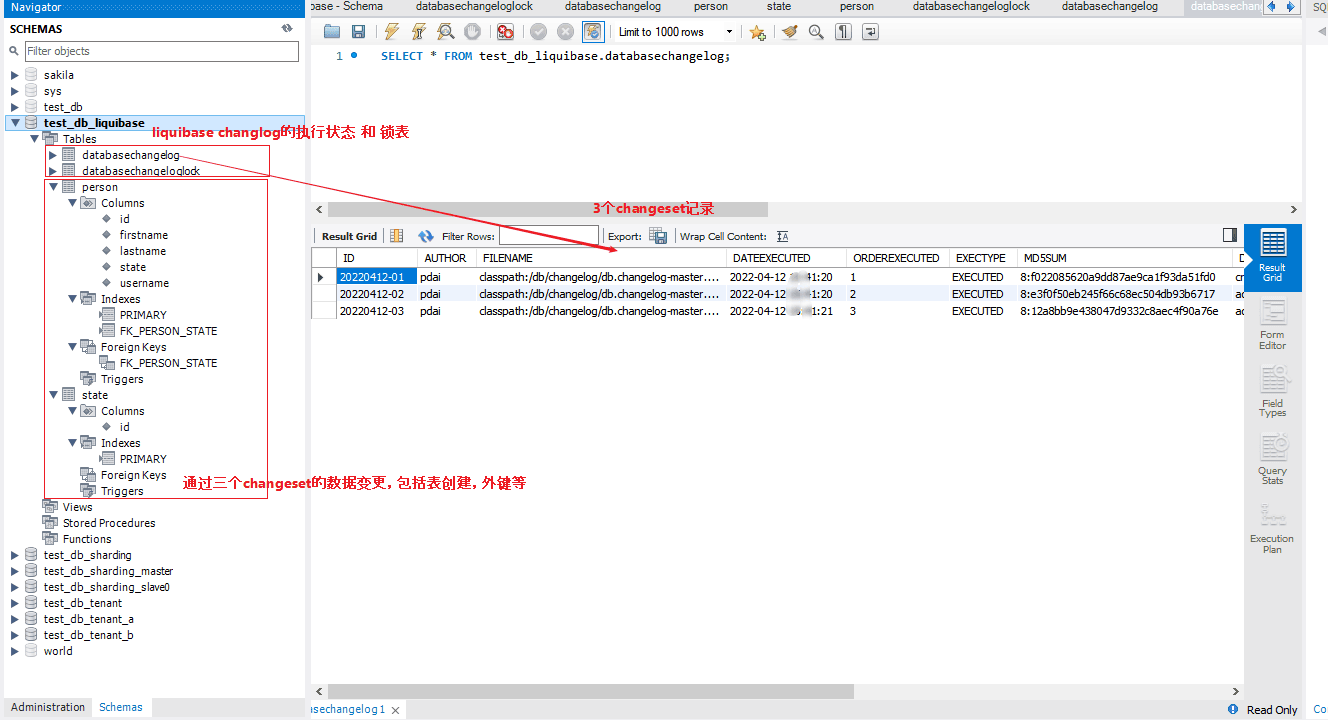 Navigator
SCHEMAS
Filter objects
sakila
sys
test_db
test_db_liquibase
liquibase changlog的执行状态 和 锁表
Tables
databasechangelog
databasechangeloglock
person
Columns
id
firstname
lastname
state
username
Indexes
PRIMARY
FK_PERSON_STATE
Foreign Keys
FK_PERSON_STATE
Triggers
state
Columns
id
Indexes
PRIMARY
Foreign Keys
Triggers
通过三个changeset的数据变更, 包括表创建, 外键等
Views
Stored Procedures
Functions
test_db_sharding
test_db_sharding_master
test_db_sharding_slave0
test_db_tenant
test_db_tenant_a
test_db_tenant_b
world
Administration Schemas
base - Schema databasechangeloglock databasechangelog person state person databasechangeloglock databasechangelog databasechang SQ
Limit to 1000 rows
1 SELECT * FROM test_db_liquibase.databasechangelog;
3个changeset记录
Result Grid Filter Rows: Export: Wrap Cell Content:
ID AUTHOR FILENAME DATEEXECUTED ORDEREXECUTED EXECTYPE MD5SUM D
20220412-01 pdai classpath:/db/changelog/db.changelog-master.... 2022-04-12 1:20 1 EXECUTED 8:f022085620a9dd87ae9ca1f93da51fd0 cr
20220412-02 pdai classpath:/db/changelog/db.changelog-master.... 2022-04-12 1:20 2 EXECUTED 8:e3f0f50eb245f66c68ec504db93b6717 ad
20220412-03 pdai classpath:/db/changelog/db.changelog-master.... 2022-04-12 1:21 3 EXECUTED 8:12a8bb9e438047d9332c8aec4f90a76e ad
Result
Grid
Form
Editor
Field
Types
Query
Stats
Execution
Plan
asechangelog1
Read Only
Co